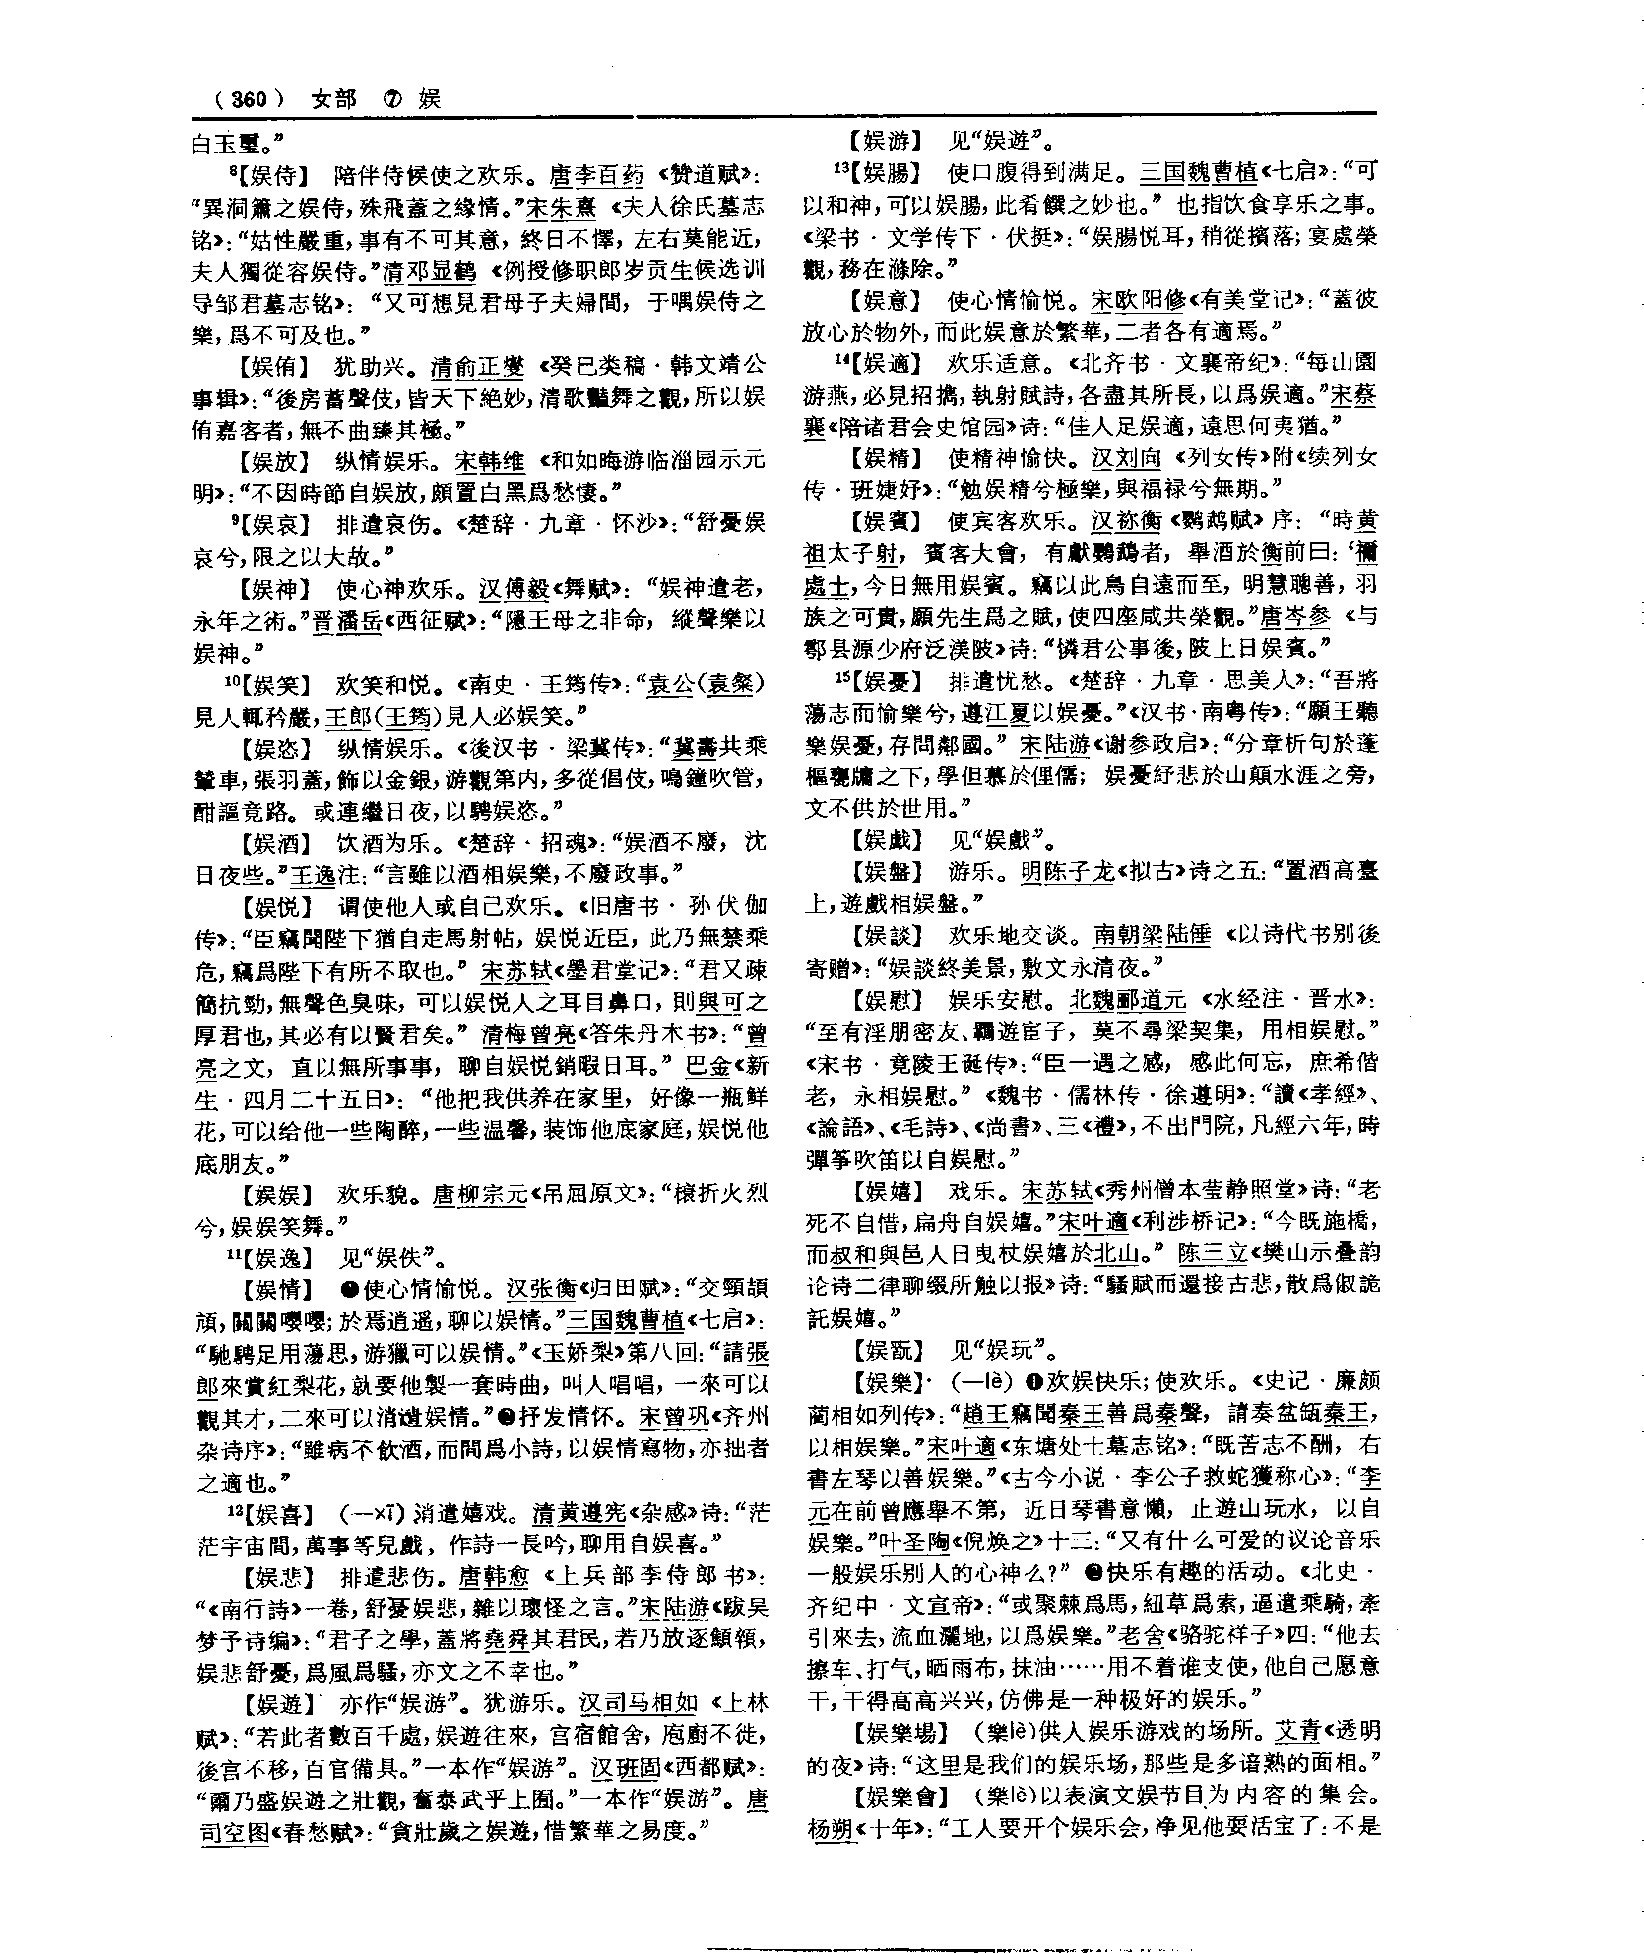 （360） 女部 ⑦ 娱
白玉璽。”
⁸【娱侍】 陪伴侍候使之欢乐。唐李百药《赞道赋》：
“異洞簫之娱侍，殊飛蓋之緣情。”宋朱熹《夫人徐氏墓志
铭》：“姑性嚴重，事有不可其意，終日不懌，左右莫能近，
夫人獨從容娱侍。”清邓显鹤《例授修职郎岁贡生候选训
导邹君墓志铭》：“又可想見君母子夫婦間，于喁娱侍之
樂，爲不可及也。”
【娱侑】 犹助兴。清俞正燮《癸巳类稿·韩文靖公
事辑》：“後房蓄聲伎，皆天下絶妙，清歌豔舞之觀，所以娱
侑嘉客者，無不曲臻其極。”
【娱放】 纵情娱乐。宋韩维《和如晦游临淄园示元
明》：“不因時節自娱放，頗置白黑爲愁悽。”
⁹【娱哀】 排遣哀伤。《楚辞·九章·怀沙》：“舒憂娱
哀兮，限之以大故。”
【娱神】 使心神欢乐。汉傅毅《舞赋》：“娱神遣老，
永年之術。”晋潘岳《西征赋》：“隱王母之非命，縱聲樂以
娱神。”
¹⁰【娱笑】 欢笑和悦。《南史·王筠传》：“袁公（袁粲）
見人輒矜嚴，王郎（王筠）見人必娱笑。”
【娱恣】 纵情娱乐。《後汉书·梁冀传》：“冀壽共乘
輦車，張羽蓋，飾以金銀，游觀第内，多從倡伎，鳴鐘吹管，
酣謳竟路。或連繼日夜，以騁娱恣。”
【娱酒】 饮酒为乐。《楚辞·招魂》：“娱酒不廢，沈
日夜些。”王逸注：“言雖以酒相娱樂，不廢政事。”
【娱悦】 谓使他人或自己欢乐。《旧唐书·孙伏伽
传》：“臣竊聞陛下猶自走馬射帖，娱悦近臣，此乃無禁乘
危，竊爲陛下有所不取也。”宋苏轼《墨君堂记》：“君又疎
簡抗勁，無聲色臭味，可以娱悦人之耳目鼻口，則與可之
厚君也，其必有以賢君矣。”清梅曾亮《答朱丹木书》：“曾
亮之文，直以無所事事，聊自娱悦銷暇日耳。”巴金《新
生·四月二十五日》：“他把我供养在家里，好像一瓶鲜
花，可以给他一些陶醉，一些温馨，装饰他底家庭，娱悦他
底朋友。”
【娱娱】 欢乐貌。唐柳宗元《吊屈原文》：“榱折火烈
兮，娱娱笑舞。”
¹¹【娱逸】 见“娱佚”。
【娱情】 ❶使心情愉悦。汉张衡《归田赋》：“交頸頡
頏，關關嚶嚶；於焉逍遥，聊以娱情。”三国魏曹植《七启》：
“馳騁足用蕩思，游獵可以娱情。”《玉娇梨》第八回：“請張
郎來賞紅梨花，就要他製一套時曲，叫人唱唱，一來可以
觀其才，二來可以消遣娱情。”❷抒发情怀。宋曾巩《齐州
杂诗序》：“雖病不飲酒，而間爲小詩，以娱情寫物，亦拙者
之適也。”
¹²【娱喜】（—xǐ）消遣嬉戏。清黄遵宪《杂感》诗：“茫
茫宇宙間，萬事等兒戲，作詩一長吟，聊用自娱喜。”
【娱悲】 排遣悲伤。唐韩愈《上兵部李侍郎书》：
“《南行詩》一卷，舒憂娱悲，雜以瓌怪之言。”宋陆游《跋吴
梦予诗编》：“君子之學，蓋將堯舜其君民，若乃放逐顦顇，
娱悲舒憂，爲風爲騷，亦文之不幸也。”
【娱遊】 亦作“娱游”。犹游乐。汉司马相如《上林
赋》：“若此者數百千處，娱遊往來，宫宿館舍，庖廚不徙，
後宫不移，百官備具。”一本作“娱游”。汉班固《西都赋》：
“爾乃盛娱遊之壯觀，奮泰武乎上囿。”一本作“娱游”。唐
司空图《春愁赋》：“貪壯歲之娱遊，惜繁華之易度。”
【娱游】 见“娱遊”。
¹³【娱腸】 使口腹得到满足。三国魏曹植《七启》：“可
以和神，可以娱腸，此肴饌之妙也。”也指饮食享乐之事。
《梁书·文学传下·伏挺》：“娱腸悦耳，稍從擯落；宴處榮
觀，務在滌除。”
【娱意】 使心情愉悦。宋欧阳修《有美堂记》：“蓋彼
放心於物外，而此娱意於繁華，二者各有適焉。”
¹⁴【娱適】 欢乐适意。《北齐书·文襄帝纪》：“每山園
游燕，必見招攜，執射賦詩，各盡其所長，以爲娱適。”宋蔡
襄《陪诸君会史馆园》诗：“佳人足娱適，遠思何夷猶。”
【娱精】 使精神愉快。汉刘向《列女传》附《续列女
传·班婕妤》：“勉娱精兮極樂，與福禄兮無期。”
【娱賓】 使宾客欢乐。汉祢衡《鹦鹉赋》序：“時黄
祖太子射，賓客大會，有獻鸚鵡者，舉酒於衡前曰：‘禰
處士，今日無用娱賓。竊以此鳥自遠而至，明慧聰善，羽
族之可貴，願先生爲之賦，使四座咸共榮觀。”唐岑参《与
鄠县源少府泛渼陂》诗：“憐君公事後，陂上日娱賓。”
¹⁵【娱憂】 排遣忧愁。《楚辞·九章·思美人》：“吾將
蕩志而愉樂兮，遵江夏以娱憂。”《汉书·南粤传》：“願王聽
樂娱憂，存問鄰國。”宋陆游《谢参政启》：“分章析句於蓬
樞甕牖之下，學但慕於俚儒；娱憂紓悲於山顛水涯之旁，
文不供於世用。”
【娱戯】 见“娱戲”。
【娱盤】 游乐。明陈子龙《拟古》诗之五：“置酒高臺
上，遊戲相娱盤。”
【娱談】 欢乐地交谈。南朝梁陆倕《以诗代书别後
寄赠》：“娱談終美景，敷文永清夜。”
【娱慰】 娱乐安慰。北魏郦道元《水经注·晋水》：
“至有淫朋密友、羈遊宦子，莫不尋梁契集，用相娱慰。”
《宋书·竟陵王诞传》：“臣一遇之感，感此何忘，庶希偕
老，永相娱慰。”《魏书·儒林传·徐遵明》：“讀《孝經》、
《論語》、《毛詩》、《尚書》、三《禮》，不出門院，凡經六年，時
彈筝吹笛以自娱慰。”
【娱嬉】 戏乐。宋苏轼《秀州僧本莹静照堂》诗：“老
死不自惜，扁舟自娱嬉。”宋叶適《利涉桥记》：“今既施橋，
而叔和與邑人日曳杖娱嬉於北山。”陈三立《樊山示叠韵
论诗二律聊缀所触以报》诗：“騷賦而還接古悲，散爲俶詭
託娱嬉。”
【娱翫】 见“娱玩”。
【娱樂】（—lè）❶欢娱快乐；使欢乐。《史记·廉颇
蔺相如列传》：“趙王竊聞秦王善爲秦聲，請奏盆缻秦王，
以相娱樂。”宋叶適《东塘处士墓志铭》：“既苦志不酬，右
書左琴以善娱樂。”《古今小说·李公子救蛇獲称心》：“李
元在前曾應舉不第，近日琴書意懶，止遊山玩水，以自
娱樂。”叶圣陶《倪焕之》十三：“又有什么可爱的议论音乐
一般娱乐别人的心神么？”❷快乐有趣的活动。《北史·
齐纪中·文宣帝》：“或聚棘爲馬，紐草爲索，逼遣乘騎，牽
引來去，流血灑地，以爲娱樂。”老舍《骆驼祥子》四：“他去
擦车、打气，晒雨布，抹油……用不着谁支使，他自己愿意
干，干得高高兴兴，仿佛是一种极好的娱乐。”
【娱樂場】（樂lè）供人娱乐游戏的场所。艾青《透明
的夜》诗：“这里是我们的娱乐场，那些是多谙熟的面相。”
【娱樂會】（樂lè）以表演文娱节目为内容的集会。
杨朔《十年》：“工人要开个娱乐会，净见他耍活宝了：不是